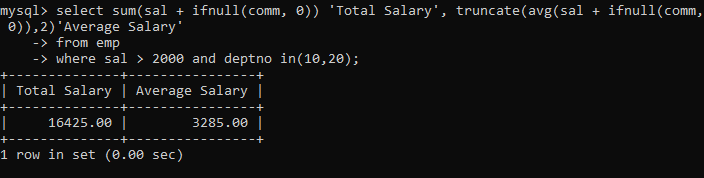 mysql> select sum(sal + ifnull(comm, 0)) 'Total Salary', truncate(avg(sal + ifnull(comm,
 0)),2)'Average Salary'
    -> from emp
    -> where sal > 2000 and deptno in(10,20);
+--------------+----------------+
| Total Salary | Average Salary |
+--------------+----------------+
|     16425.00 |        3285.00 |
+--------------+----------------+
1 row in set (0.00 sec)